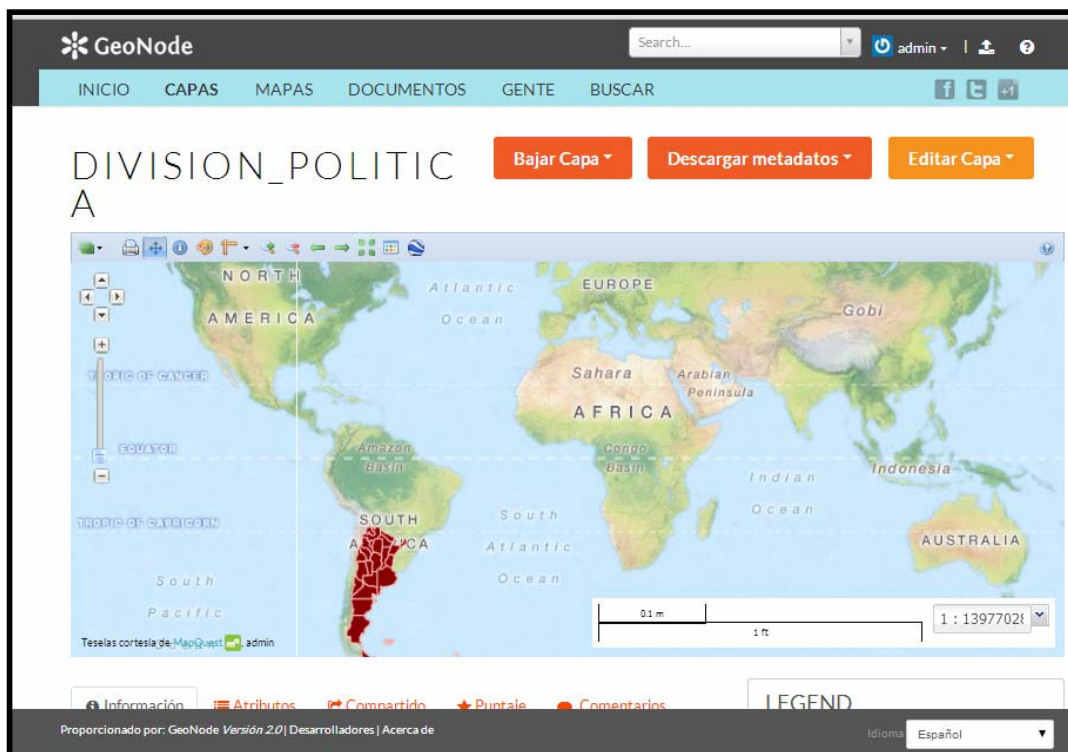 GeoNode
Search...
admin
INICIO CAPAS MAPAS DOCUMENTOS GENTE BUSCAR
DIVISION_POLITIC
A
Bajar Capa
Descargar metadatos
Editar Capa
NORTH
AMERICA
Atlantic
Ocean
EUROPE
Gobi
TROPIC OF CANCER
Sahara
Arabian
Peninsula
AFRICA
EQUATOR
Amazon
Basin
Congo
Basin
Indian
Ocean
Indonesia
TROPIC OF CAPRICORN
SOUTH
South
Atlantic
Ocean
AUSTRALIA
South
Pacific
0.1 m
1 ft
Teselas cortesía de MapQuest , admin
Información Atributos Compartido Puntaje Comentarios
LEGEND
Proporcionado por: GeoNode Versión 2.0 | Desarrolladores | Acerca de
Idioma Español